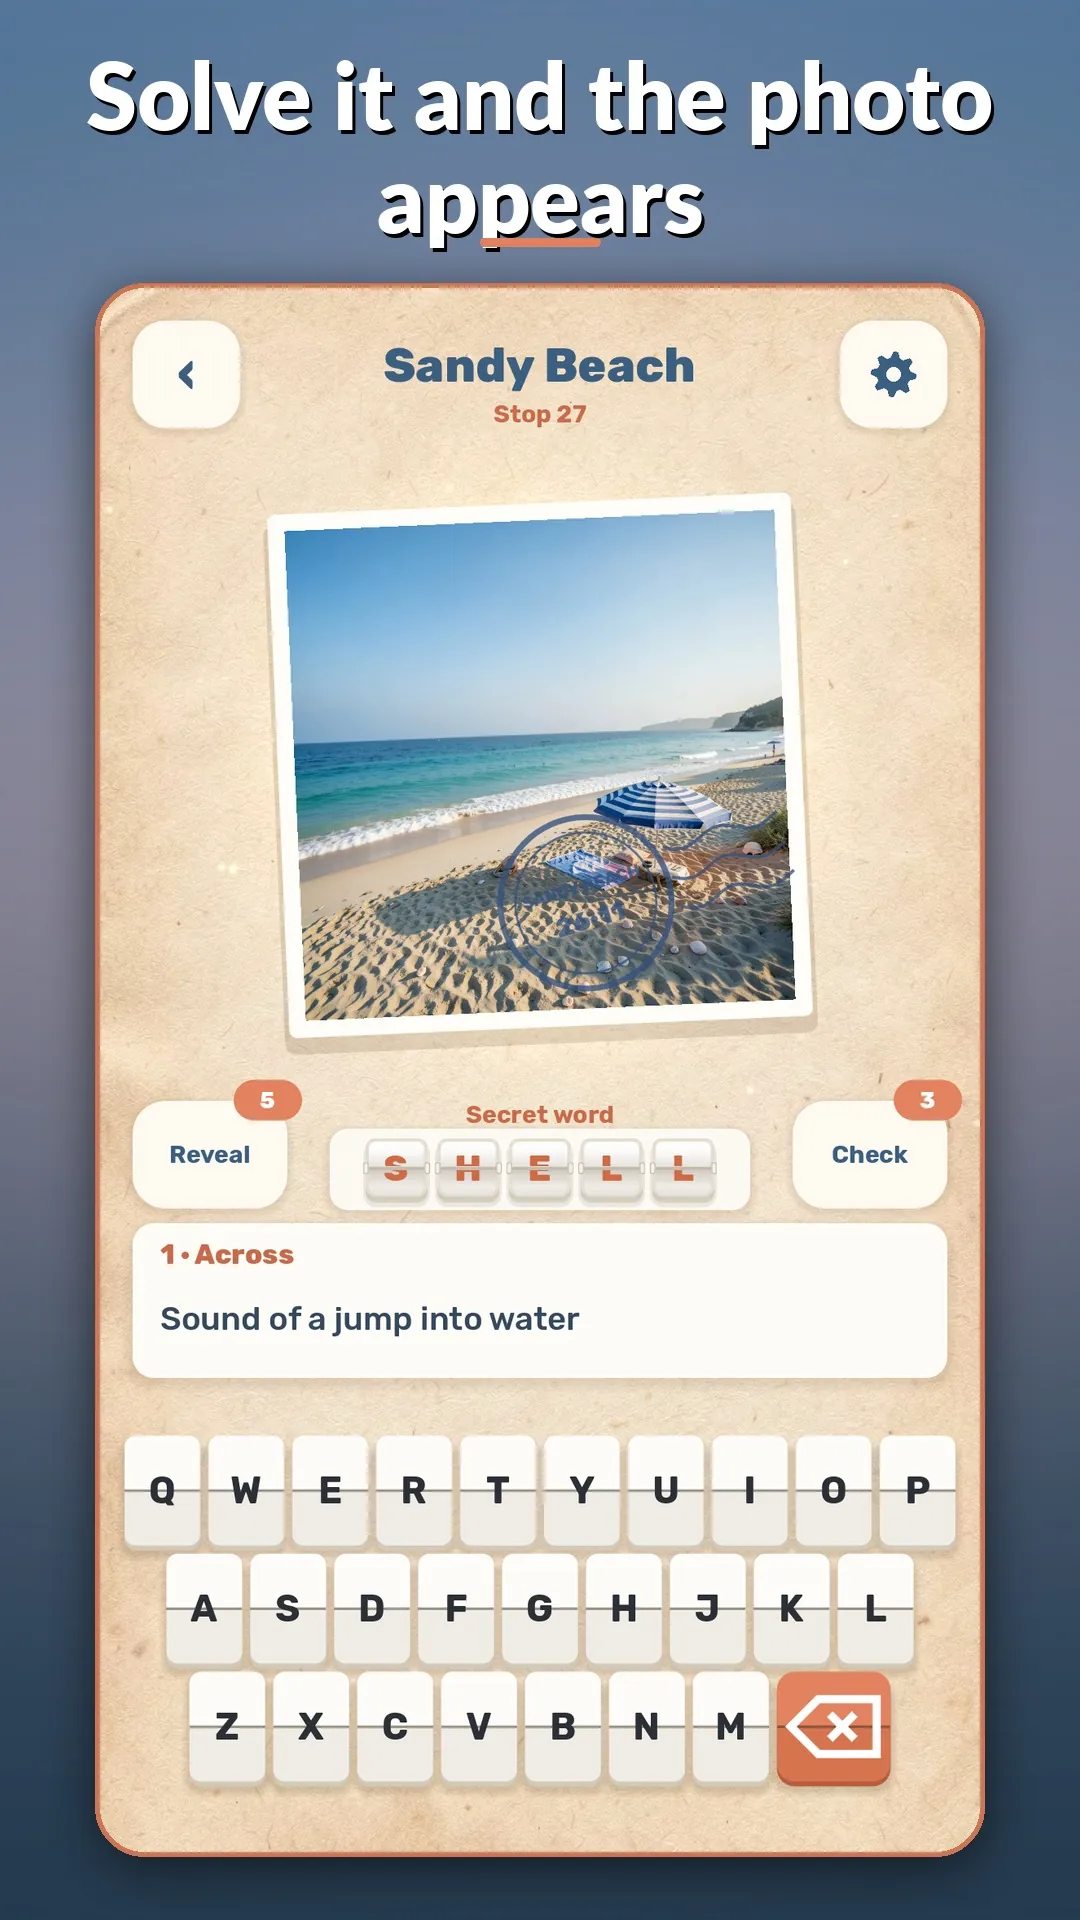 Solve it and the photo
appears
Sandy Beach
Stop 27
5
Secret word
3
Reveal
S H E L L
Check
1 • Across
Sound of a jump into water
Q W E R T Y U I O P
A S D F G H J K L
Z X C V B N M